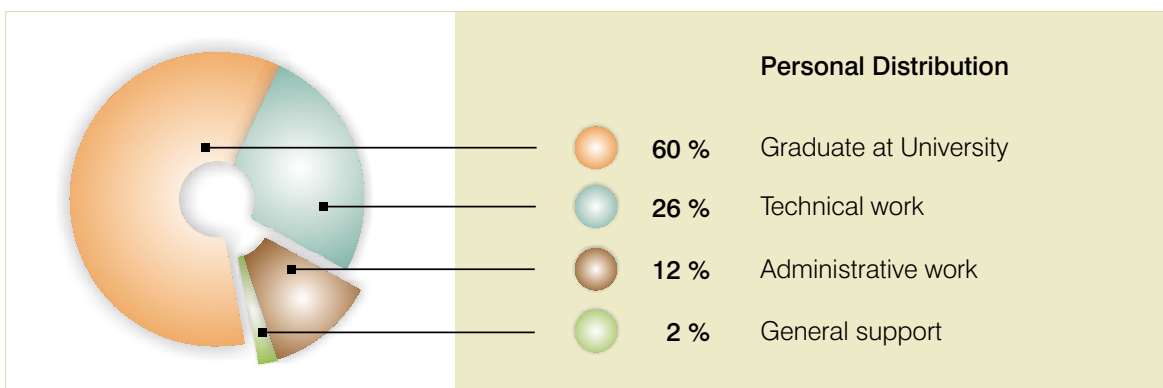 Personal Distribution
60 % Graduate at University
26 % Technical work
12 % Administrative work
2 % General support